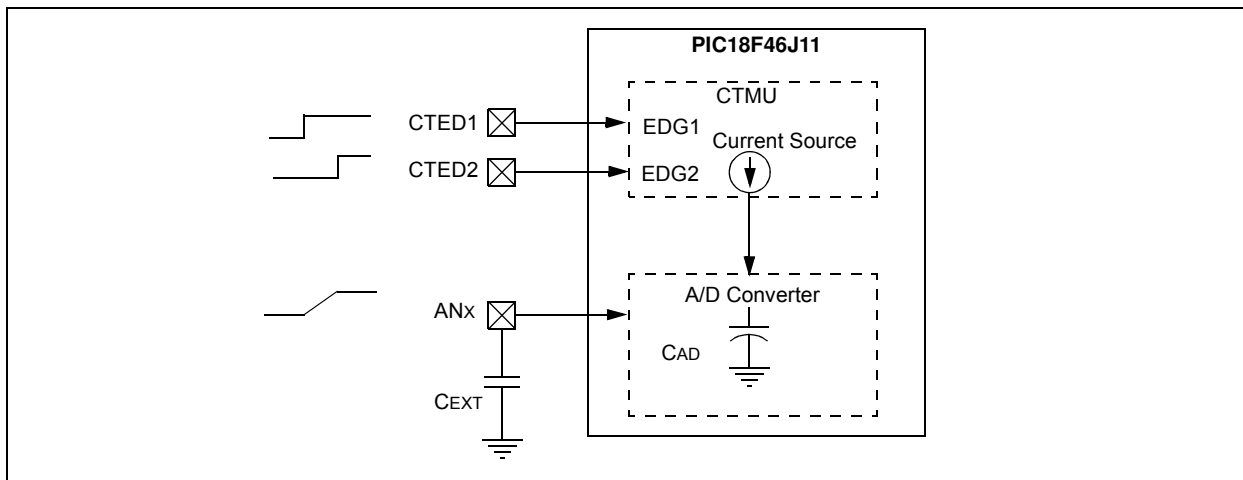 PIC18F46J11
CTMU
CTED1
EDG1
Current Source
CTED2
EDG2
A/D Converter
ANX
CAD
CEXT